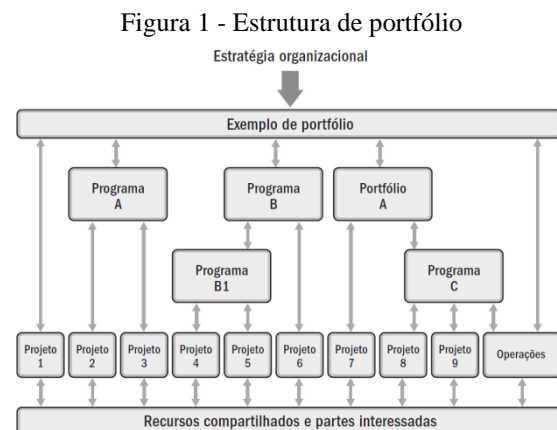 Figura 1 - Estrutura de portfólio
Estratégia organizacional
Exemplo de portfólio
Programa
A
Programa
B
Portfólio
A
Programa
B1
Programa
C
Projeto
1
Projeto
2
Projeto
3
Projeto
4
Projeto
5
Projeto
6
Projeto
7
Projeto
8
Projeto
9
Operações
Recursos compartilhados e partes interessadas